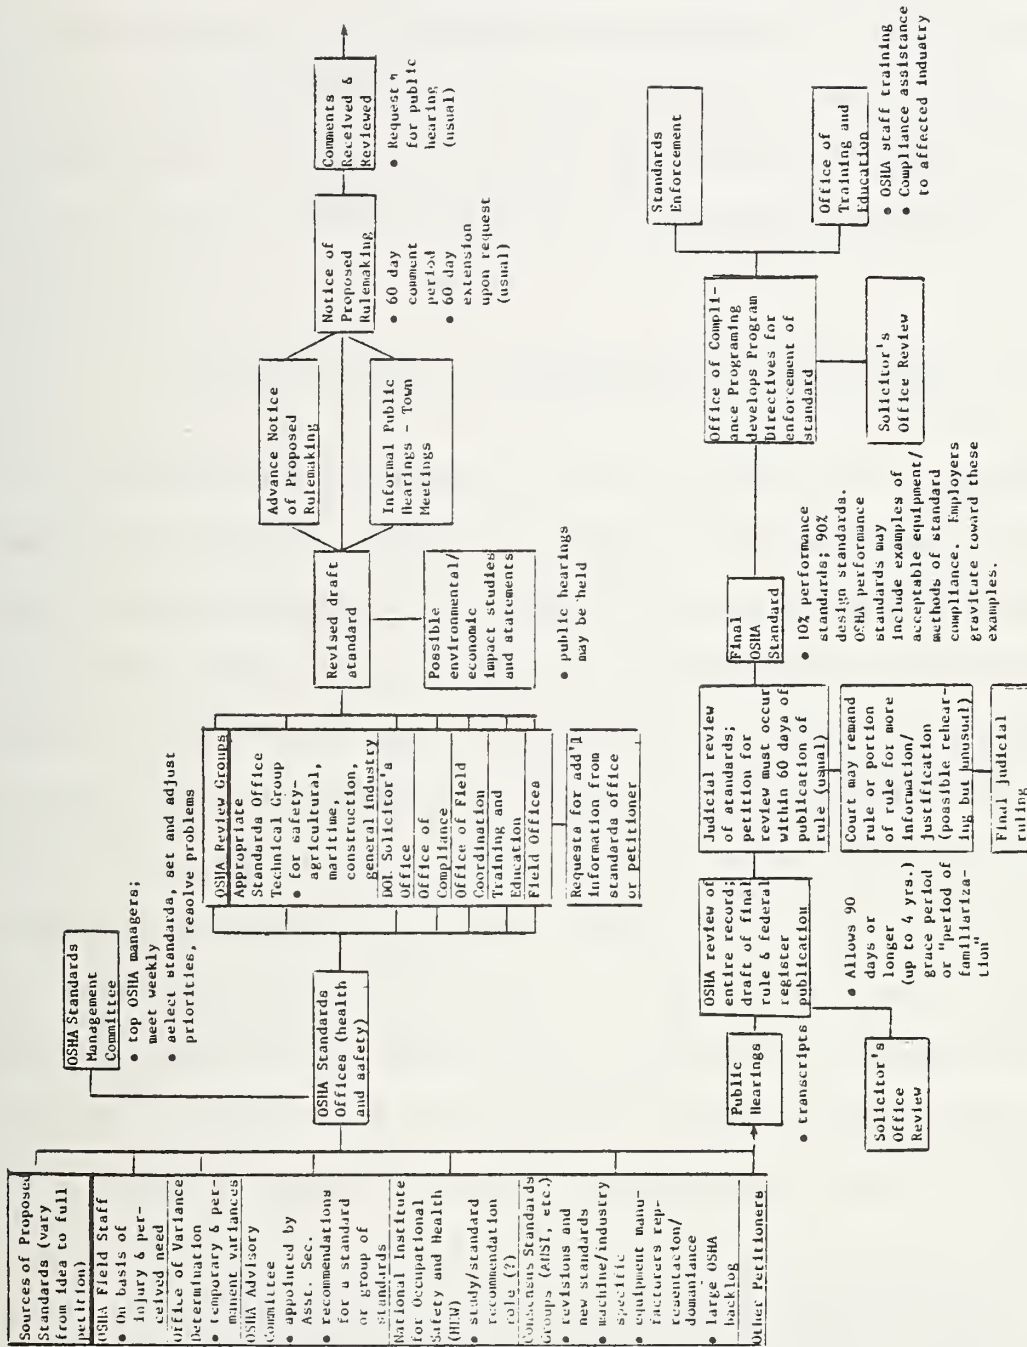 Sources of Proposed
Standards (vary
from idea to full
petition)
OSHA Field Staff
• On basis of
injury & per-
ceived need
Office of Variance
Determination
• temporary & per-
manent variances
OSHA Advisory
Committee
• appointed by
Asst. Sec.
• recommendations
for a standard
or group of
standards
National Institute
for Occupational
Safety and Health
(HEW)
• study/standard
recommendation
role (?)
Consensus Standards
Groups (ANSI, etc.)
• revisions and
new standards
• machine/industry
specific
• equipment manu-
factures rep-
resentation/
domaniance
• large OSHA
backlog
Other Petitioners
OSHA Standards
Management
Committee
• top OSHA managers;
meet weekly
• select standards, set and adjust
priorities, resolve problems
OSHA Standards
Offices (health
and safety)
OSHA Review Groups
Appropriate
Standards Office
Technical Group
• for safety-
agricultural,
maritime,
construction,
general industry
DOL Solicitor's
Office
Office of
Compliance
Office of Field
Coordination
Training and
Education
Field Offices
Requests for add'l
information from
standards office
or petitioner
Revised draft
standard
Possible
environmental/
economic
impact studies
and statements
• public hearings
may be held
Advance Notice
of Proposed
Rulemaking
Informal Public
Hearings - Town
Meetings
Notice of
Proposed
Rulemaking
• 60 day
comment
period
• 60 day
extension
upon request
(usual)
Comments
Received &
Reviewed
• Request
for public
hearing
(usual)
Public
Hearings
• transcripts
Solicitor's
Office
Review
OSHA review of
entire record;
draft of final
rule & federal
register
publication
• Allows 90
days or
longer
(up to 4 yrs.)
grace period
or "period of
familiariza-
tion"
Judicial review
of standards;
petition for
review must occur
within 60 days of
publication of
rule (usual)
Court may remand
rule or portion
of rule for more
information/
justification
(possible rehear-
ing but unusual)
Final judicial
ruling
Final
OSHA
Standard
• 10% performance
standards; 90%
design standards.
OSHA performance
standards may
include examples of
acceptable equipment/
methods of standard
compliance. Employers
gravitate toward these
examples.
Office of Compli-
ance Programing
develops Program
Directives for
enforcement of
standard
Solicitor's
Office Review
Standards
Enforcement
Office of
Training and
Education
• OSHA staff training
• Compliance assistance
to affected industry